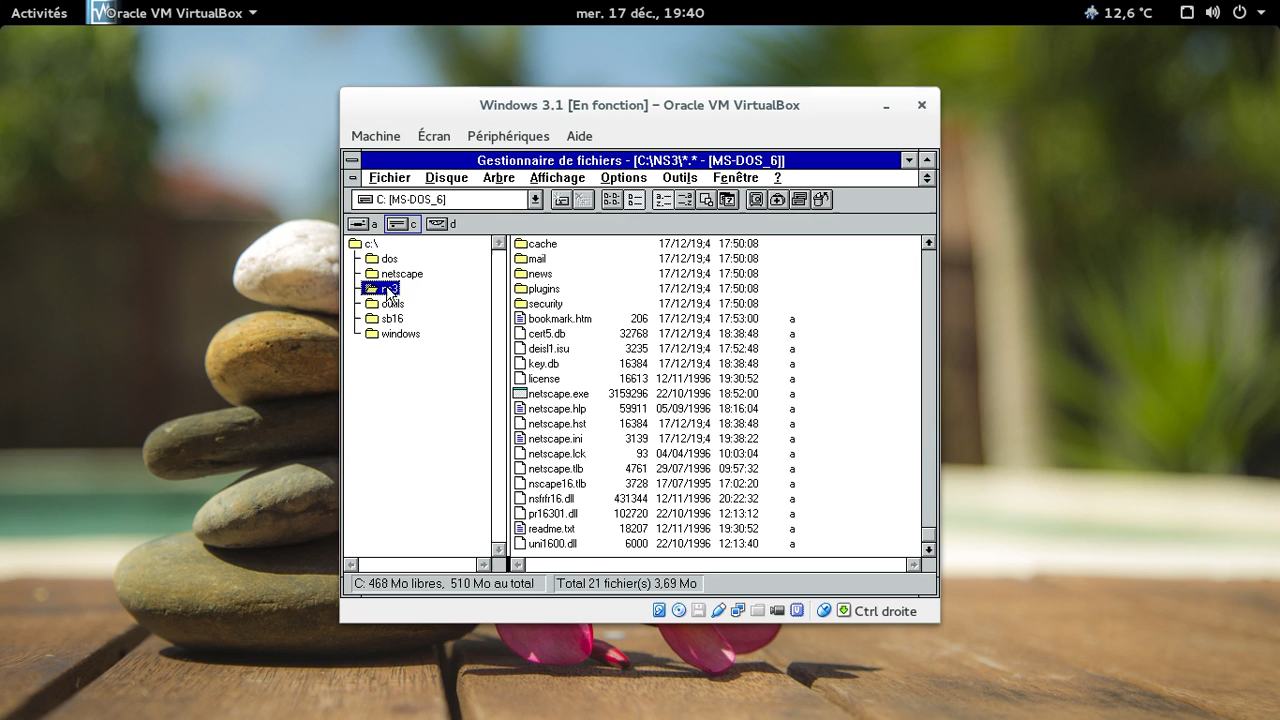 Activités Oracle VM VirtualBox mer. 17 déc., 19:40 12,6 °C
Windows 3.1 [En fonction] – Oracle VM VirtualBox
Machine Écran Périphériques Aide
Gestionnaire de fichiers - [C:\NS3\*.* - [MS-DOS_6]]
Fichier Disque Arbre Affichage Options Outils Fenêtre ?
C: [MS-DOS_6]
a c d
c:\
dos
netscape
ns3
outils
sb16
windows
cache 17/12/19;4 17:50:08
mail 17/12/19;4 17:50:08
news 17/12/19;4 17:50:08
plugins 17/12/19;4 17:50:08
security 17/12/19;4 17:50:08
bookmark.htm 206 17/12/19;4 17:53:00 a
cert5.db 32768 17/12/19;4 18:38:48 a
deisl1.isu 3235 17/12/19;4 17:52:48 a
key.db 16384 17/12/19;4 18:38:48 a
license 16613 12/11/1996 19:30:52 a
netscape.exe 3159296 22/10/1996 18:52:00 a
netscape.hlp 59911 05/09/1996 18:16:04 a
netscape.hst 16384 17/12/19;4 18:38:48 a
netscape.ini 3139 17/12/19;4 19:38:22 a
netscape.lck 93 04/04/1996 10:03:04 a
netscape.tlb 4761 29/07/1996 09:57:32 a
nscape16.tlb 3728 17/07/1995 17:02:20 a
nsfrfr16.dll 431344 12/11/1996 20:22:32 a
pr16301.dll 102720 22/10/1996 12:13:12 a
readme.txt 18207 12/11/1996 19:30:52 a
uni1600.dll 6000 22/10/1996 12:13:40 a
C: 468 Mo libres, 510 Mo au total Total 21 fichier(s) 3,69 Mo
Ctrl droite